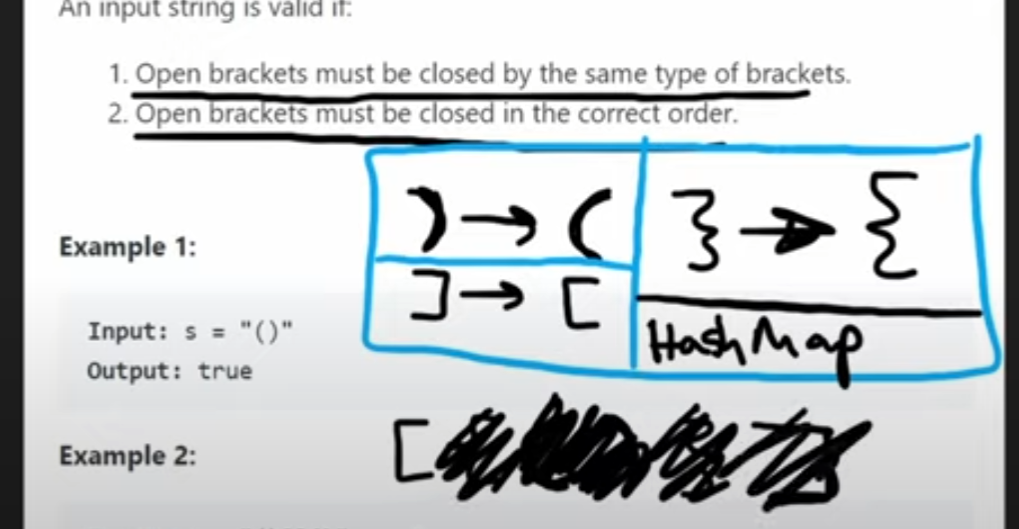 An input string is valid if:
1. Open brackets must be closed by the same type of brackets.
2. Open brackets must be closed in the correct order.
) → ( } → {
Example 1:
] → [
Input: s = "()"
HashMap
Output: true
Example 2:
[